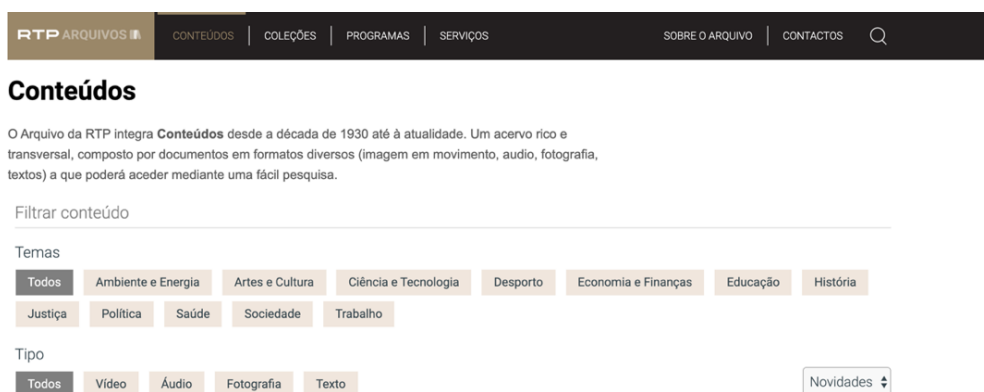 RTP ARQUIVOS CONTEÚDOS COLEÇÕES PROGRAMAS SERVIÇOS SOBRE O ARQUIVO CONTACTOS
Conteúdos
O Arquivo da RTP integra Conteúdos desde a década de 1930 até à atualidade. Um acervo rico e
transversal, composto por documentos em formatos diversos (imagem em movimento, audio, fotografia,
textos) a que poderá aceder mediante uma fácil pesquisa.
Filtrar conteúdo
Temas
Todos Ambiente e Energia Artes e Cultura Ciência e Tecnologia Desporto Economia e Finanças Educação História
Justiça Política Saúde Sociedade Trabalho
Tipo
Todos Vídeo Áudio Fotografia Texto Novidades